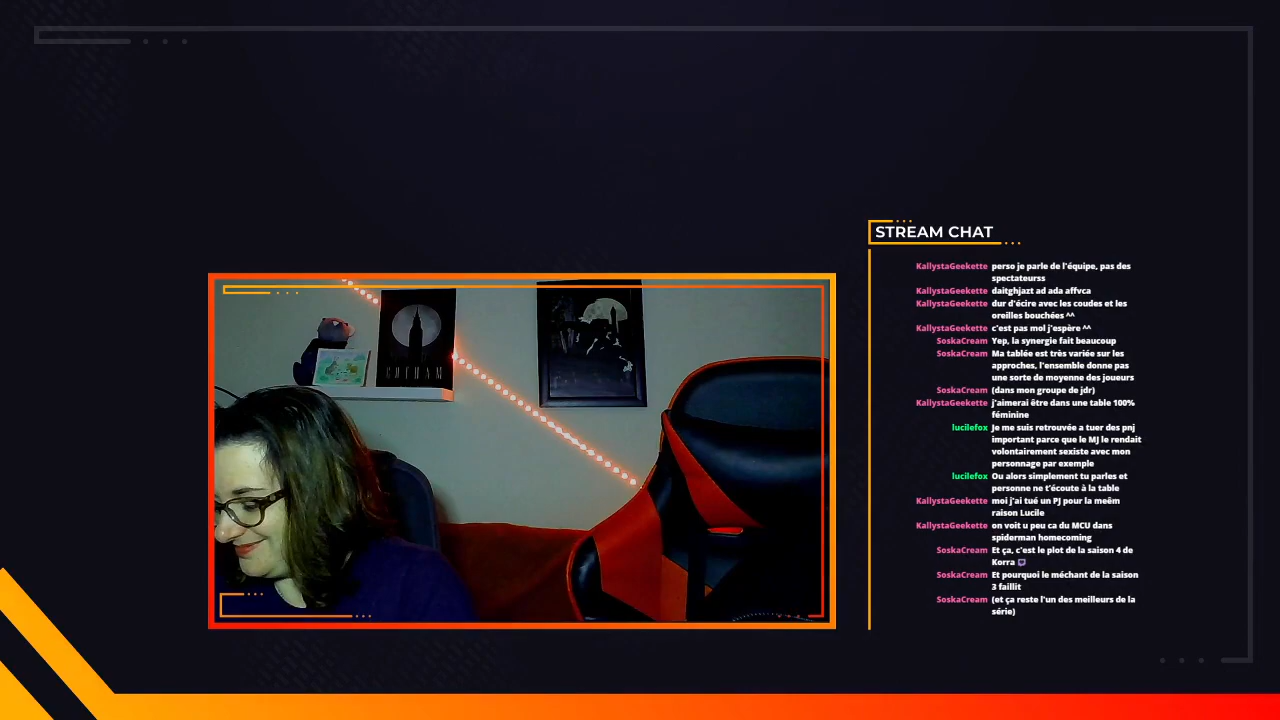 STREAM CHAT
KallystaGeekette perso je parle de l'équipe, pas des
spectateurss
KallystaGeekette daitghjazt ad ada affvca
KallystaGeekette dur d'écire avec les coudes et les
oreilles bouchées ^^
KallystaGeekette c'est pas mol j'espère ^^
SoskaCream Yep, la synergie fait beaucoup
SoskaCream Ma tablée est très variée sur les
approches, l'ensemble donne pas
une sorte de moyenne des joueurs
SoskaCream (dans mon groupe de jdr)
KallystaGeekette j'aimerai être dans une table 100%
féminine
lucilefox Je me suis retrouvée a tuer des pnj
important parce que le MJ le rendait
volontairement sexiste avec mon
personnage par exemple
lucilefox Ou alors simplement tu parles et
personne ne t'écoute à la table
KallystaGeekette moi j'ai tué un PJ pour la meêm
raison Lucile
KallystaGeekette on voit u peu ca du MCU dans
spiderman homecoming
SoskaCream Et ça, c'est le plot de la saison 4 de
Korra
SoskaCream Et pourquoi le méchant de la saison
3 faillit
SoskaCream (et ça reste l'un des meilleurs de la
série)
GOTHAM